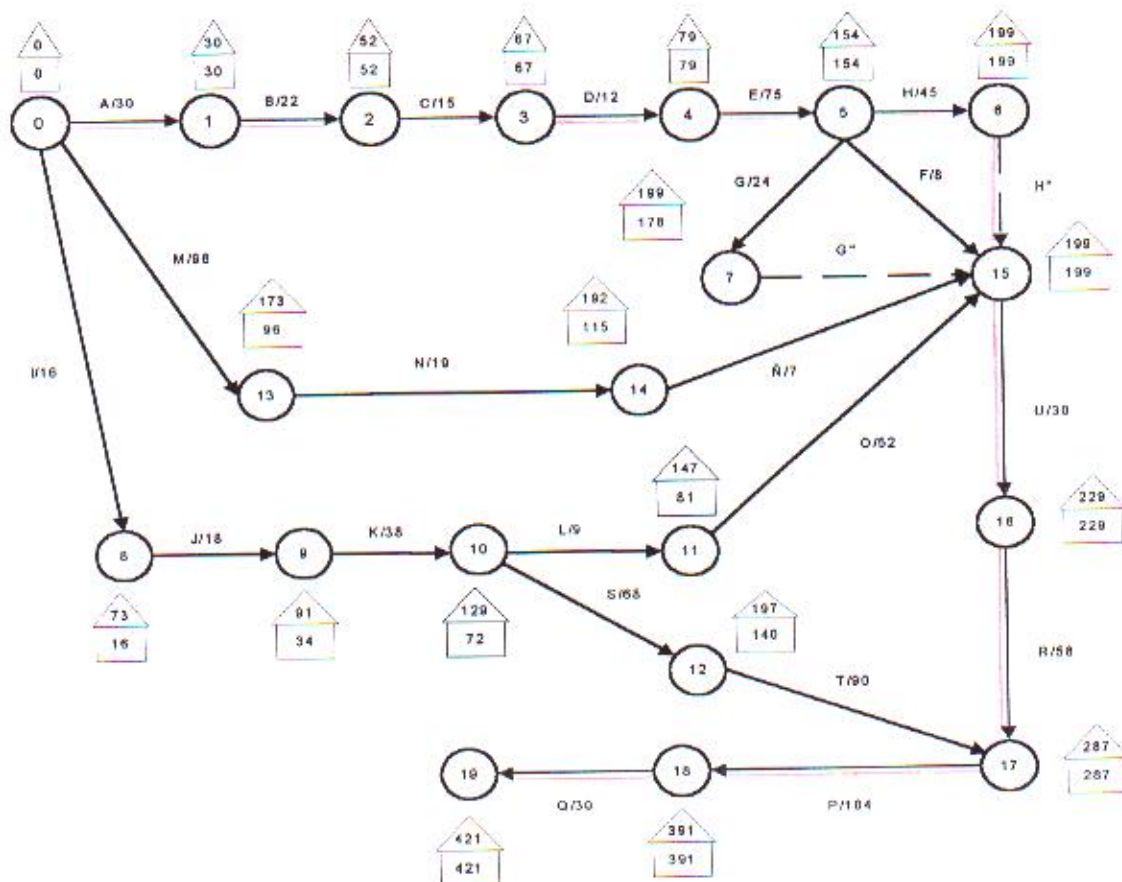 0
30
52
67
79
154
199
0
30
52
67
79
154
199
A/30
B/22
C/15
D/12
E/75
H/45
0
1
2
3
4
5
6
G/24
F/8
H"
199
178
M/96
G"
7
15
199
199
173
96
192
115
I/16
N/19
Ñ/7
13
14
U/30
O/52
147
81
16
229
229
J/18
K/38
L/9
8
9
10
11
S/68
73
16
91
34
129
72
197
140
R/58
12
T/90
287
287
19
18
17
Q/30
P/104
421
421
391
391